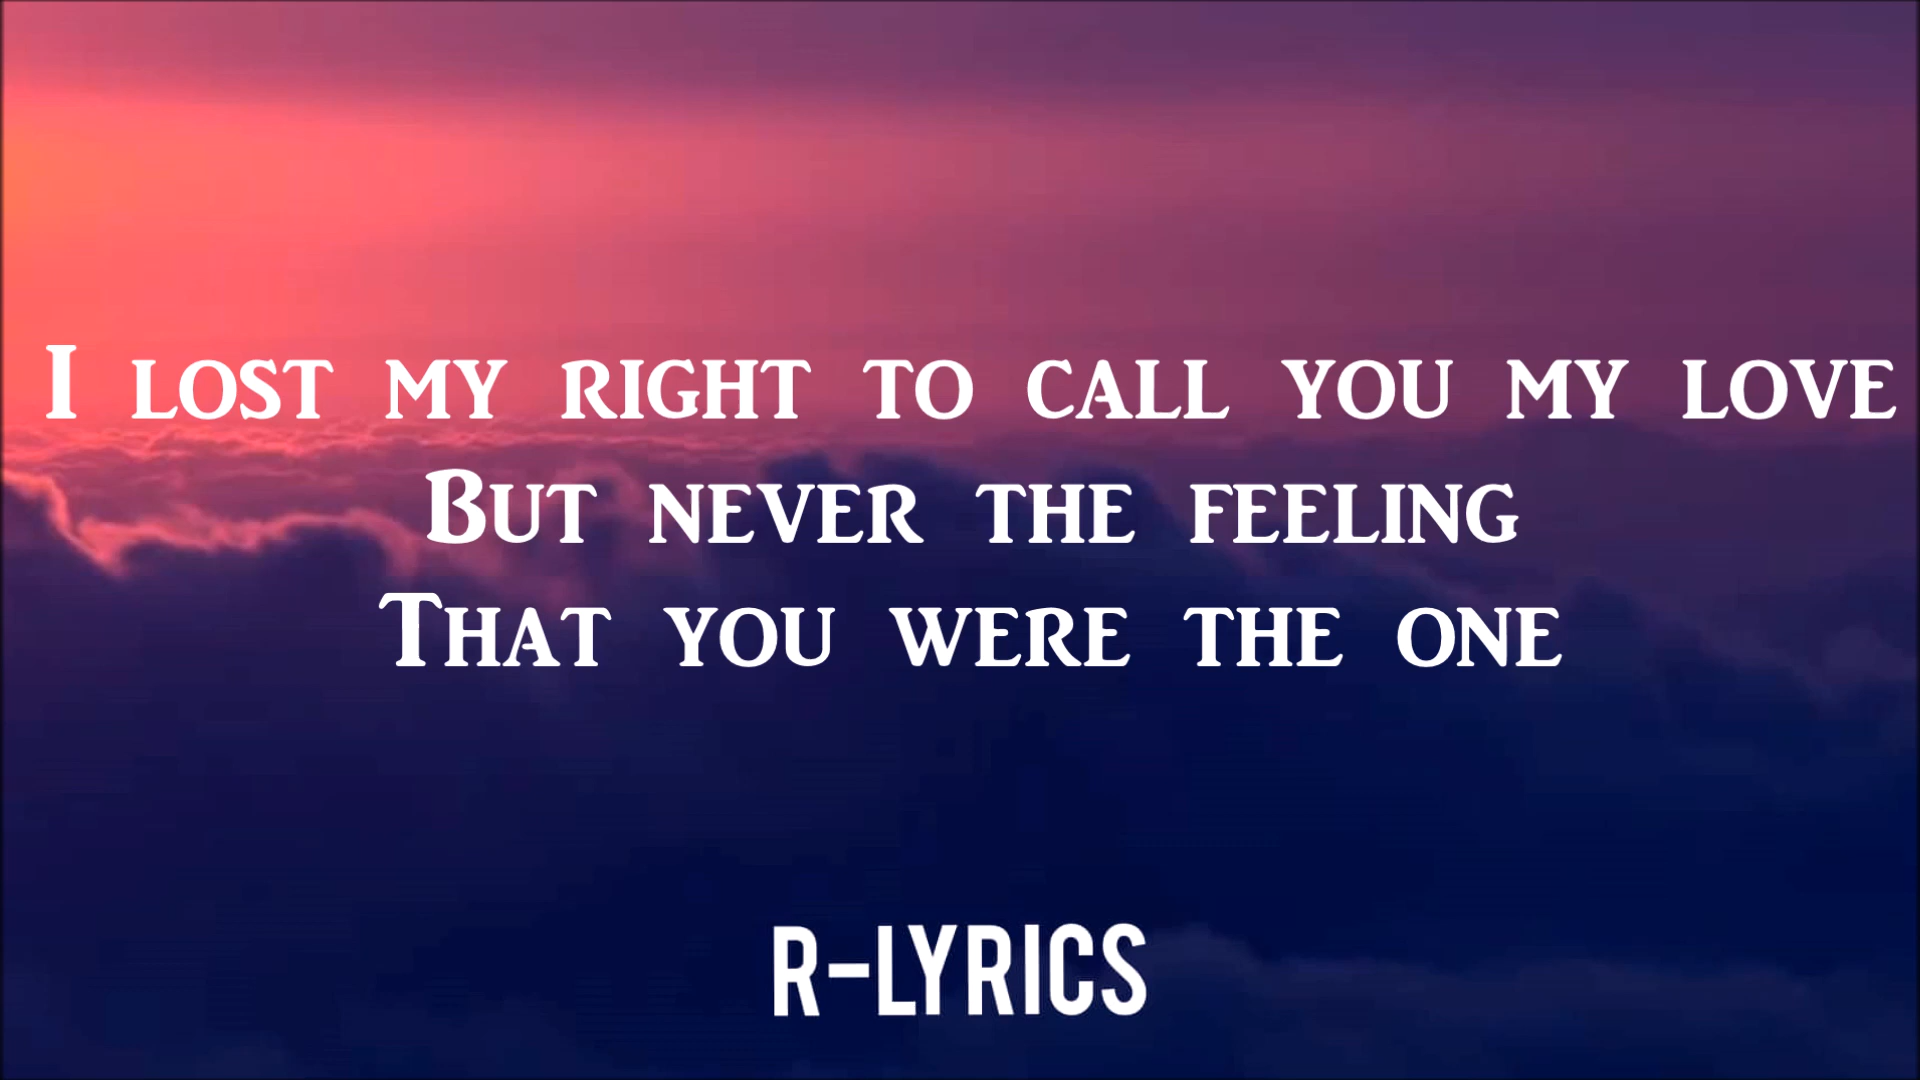 I lost my right to call you my love
But never the feeling
That you were the one
R-LYRICS